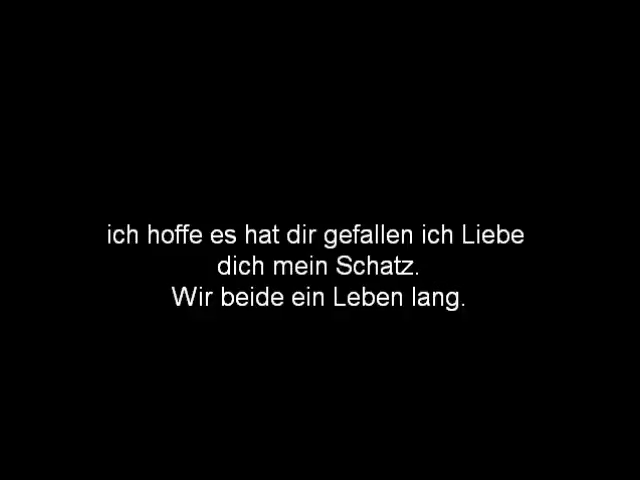 ich hoffe es hat dir gefallen ich Liebe
dich mein Schatz.
Wir beide ein Leben lang.